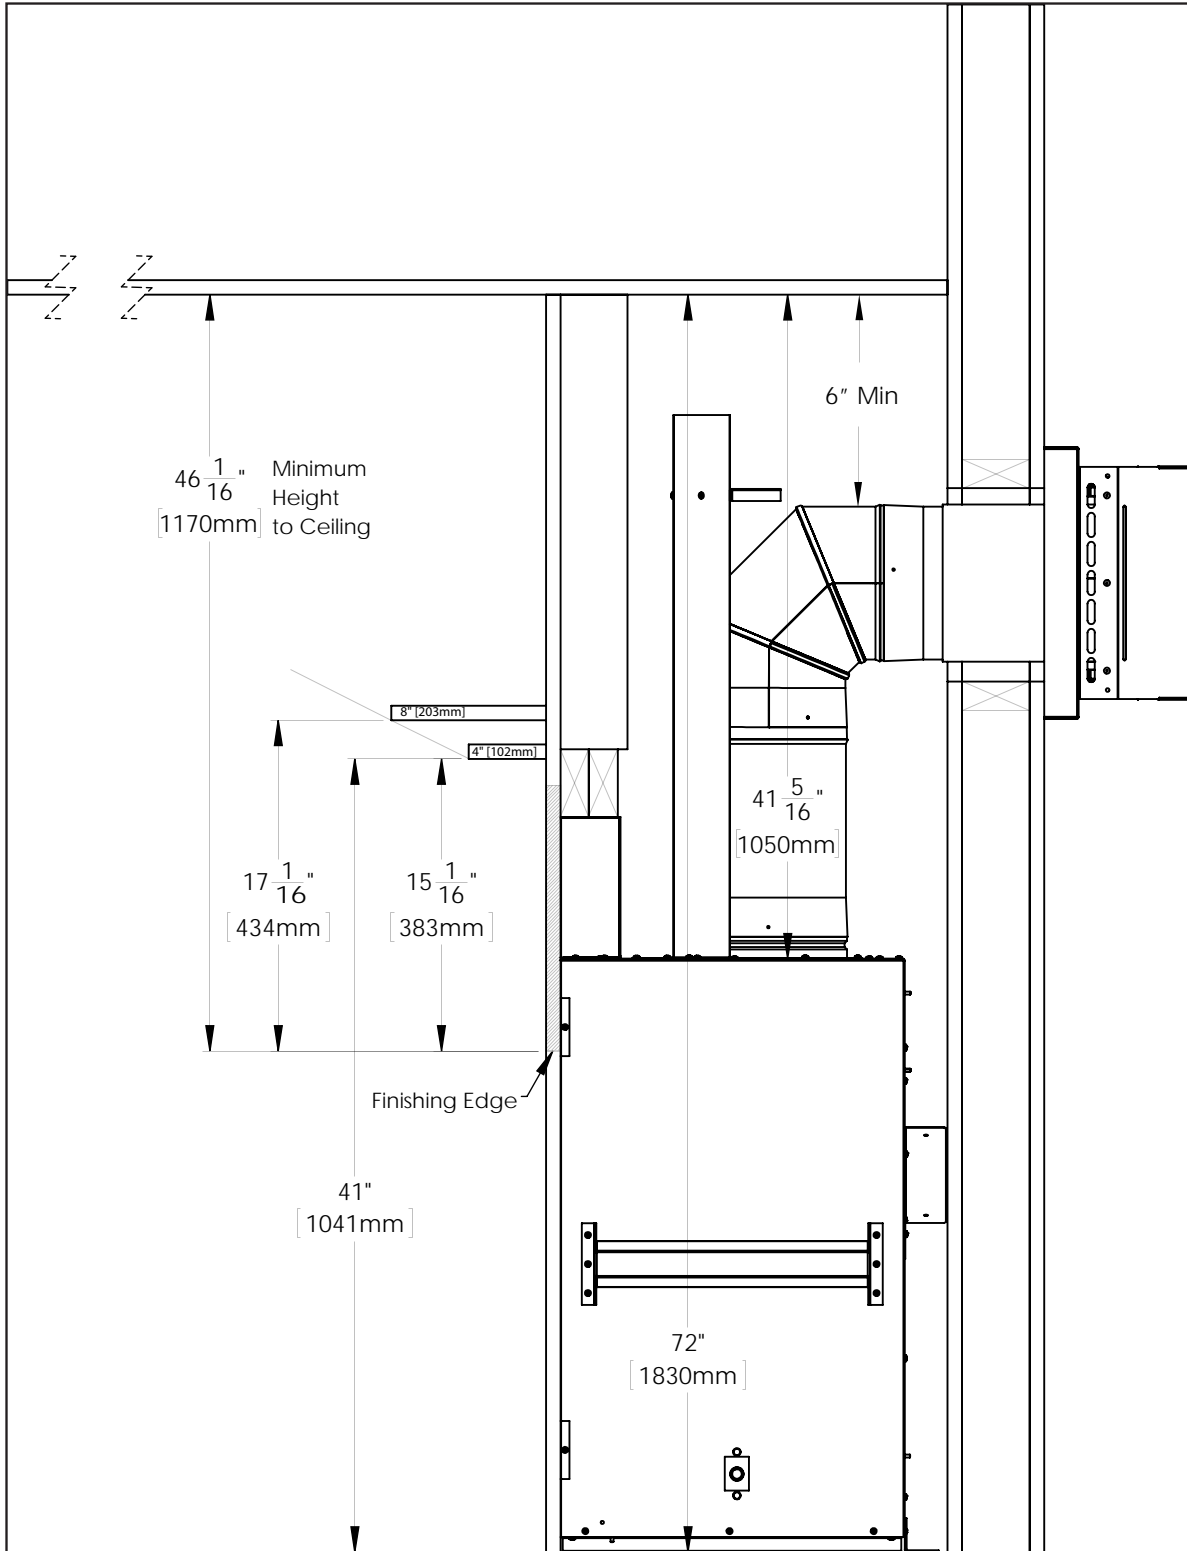 6" Min
46 1/16"
[1170mm]
Minimum
Height
to Ceiling
8" [203mm]
4" [102mm]
41 5/16"
[1050mm]
17 1/16"
[434mm]
15 1/16"
[383mm]
Finishing Edge
41"
[1041mm]
72"
[1830mm]